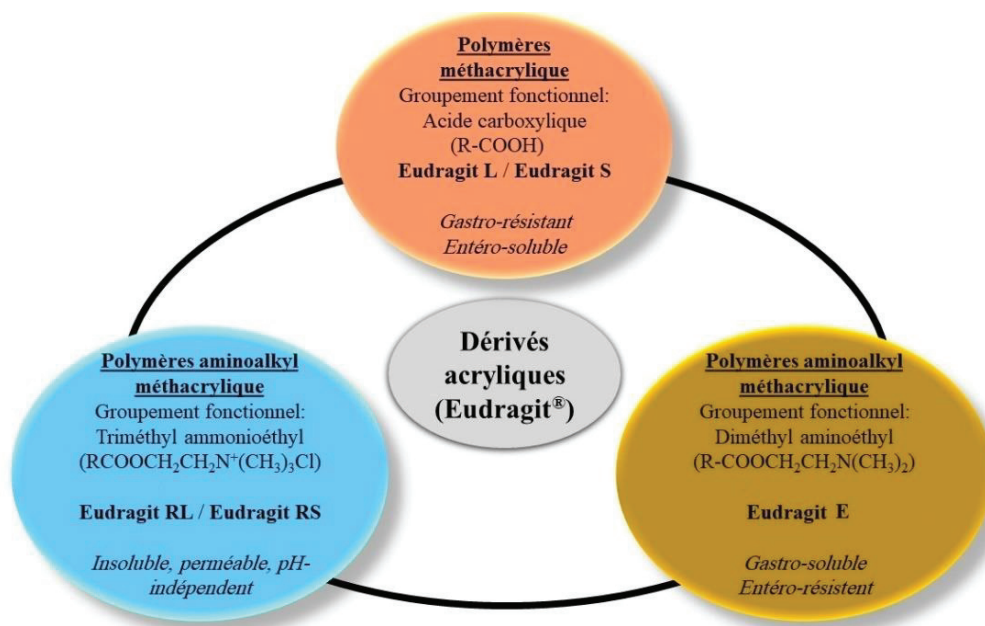 Polymères
méthacrylique
Groupement fonctionnel:
Acide carboxylique
(R-COOH)
Eudragit L / Eudragit S
Gastro-résistant
Entéro-soluble
Dérivés
acryliques
(Eudragit®)
Polymères aminoalkyl
méthacrylique
Groupement fonctionnel:
Triméthyl ammonioéthyl
(RCOOCH₂CH₂N⁺(CH₃)₃Cl)
Eudragit RL / Eudragit RS
Insoluble, perméable, pH-
indépendent
Polymères aminoalkyl
méthacrylique
Groupement fonctionnel:
Diméthyl aminoéthyl
(R-COOCH₂CH₂N(CH₃)₂)
Eudragit E
Gastro-soluble
Entéro-résistent